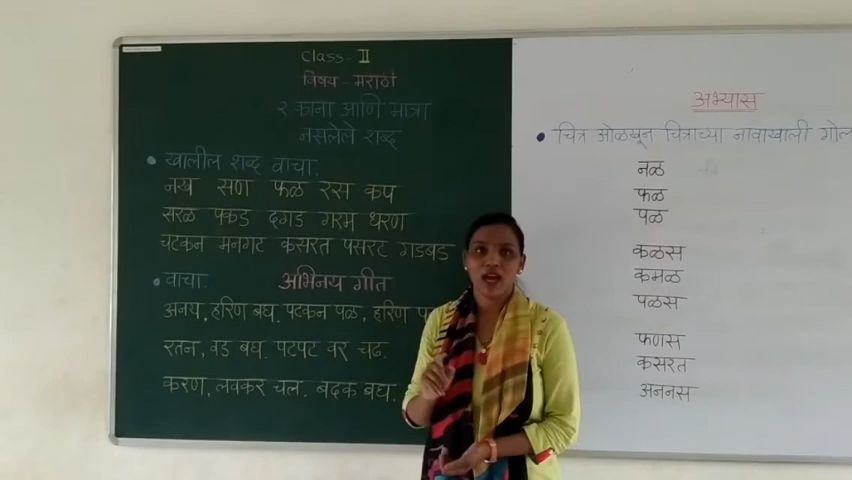 Class - II
विषय - मराठी
२ काना आणि मात्रा
नसलेले शब्द
खालील शब्द वाचा.
नख सण फळ रस कप
सरळ पकड दगड गरम धरण
चटकन मनगट कसरत पसरट गडबड
वाचा. अभिनय गीत
अजय, हरिण बघ. पटकन पळ, हरिण
रतन, वड बघ. पटपट वर चढ.
करण, लवकर चल. बदक बघ.
अभ्यास
चित्र ओळखून चित्राच्या नावाखाली गोल
नळ
फळ
पळ
कळस
कमळ
पळस
फणस
कसरत
अननस